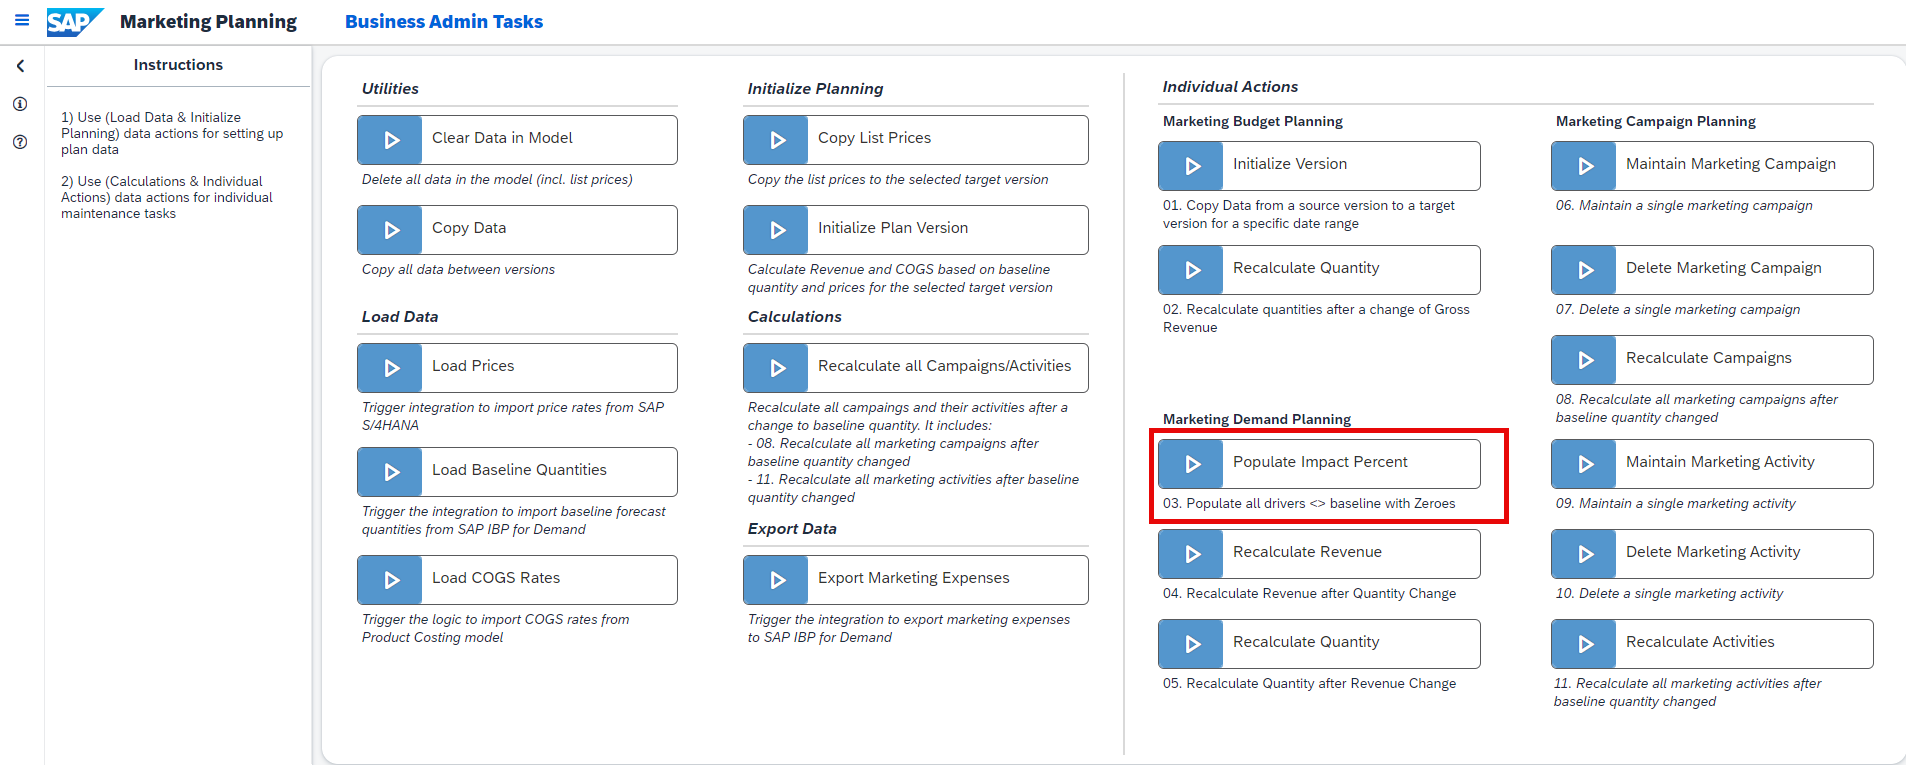 SAP Marketing Planning Business Admin Tasks
Instructions
1) Use (Load Data & Initialize
Planning) data actions for setting up
plan data
2) Use (Calculations & Individual
Actions) data actions for individual
maintenance tasks
Utilities
Clear Data in Model
Delete all data in the model (incl. list prices)
Copy Data
Copy all data between versions
Load Data
Load Prices
Trigger integration to import price rates from SAP
S/4HANA
Load Baseline Quantities
Trigger the integration to import baseline forecast
quantities from SAP IBP for Demand
Load COGS Rates
Trigger the logic to import COGS rates from
Product Costing model
Initialize Planning
Copy List Prices
Copy the list prices to the selected target version
Initialize Plan Version
Calculate Revenue and COGS based on baseline
quantity and prices for the selected target version
Calculations
Recalculate all Campaigns/Activities
Recalculate all campaings and their activities after a
change to baseline quantity. It includes:
- 08. Recalculate all marketing campaigns after
baseline quantity changed
- 11. Recalculate all marketing activities after baseline
quantity changed
Export Data
Export Marketing Expenses
Trigger the integration to export marketing expenses
to SAP IBP for Demand
Individual Actions
Marketing Budget Planning
Initialize Version
01. Copy Data from a source version to a target
version for a specific date range
Recalculate Quantity
02. Recalculate quantities after a change of Gross
Revenue
Marketing Demand Planning
Populate Impact Percent
03. Populate all drivers <> baseline with Zeroes
Recalculate Revenue
04. Recalculate Revenue after Quantity Change
Recalculate Quantity
05. Recalculate Quantity after Revenue Change
Marketing Campaign Planning
Maintain Marketing Campaign
06. Maintain a single marketing campaign
Delete Marketing Campaign
07. Delete a single marketing campaign
Recalculate Campaigns
08. Recalculate all marketing campaigns after
baseline quantity changed
Maintain Marketing Activity
09. Maintain a single marketing activity
Delete Marketing Activity
10. Delete a single marketing activity
Recalculate Activities
11. Recalculate all marketing activities after
baseline quantity changed